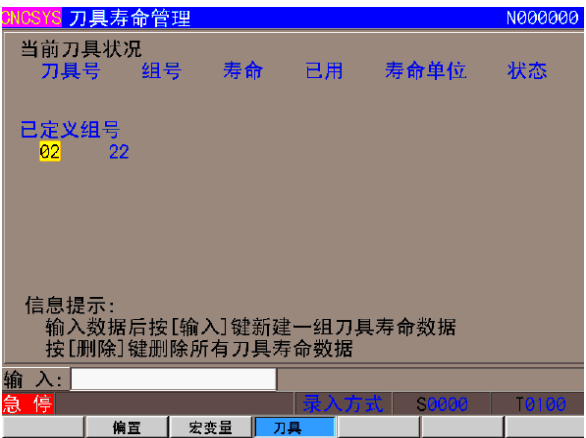 CNCSYS 刀具寿命管理 N000000
当前刀具状况
刀具号 组号 寿命 已用 寿命单位 状态
已定义组号
02 22
信息提示:
输入数据后按[输入]键新建一组刀具寿命数据
按[删除]键删除所有刀具寿命数据
输 入:
急 停 录入方式 S0000 T0100
偏置 宏变量 刀具